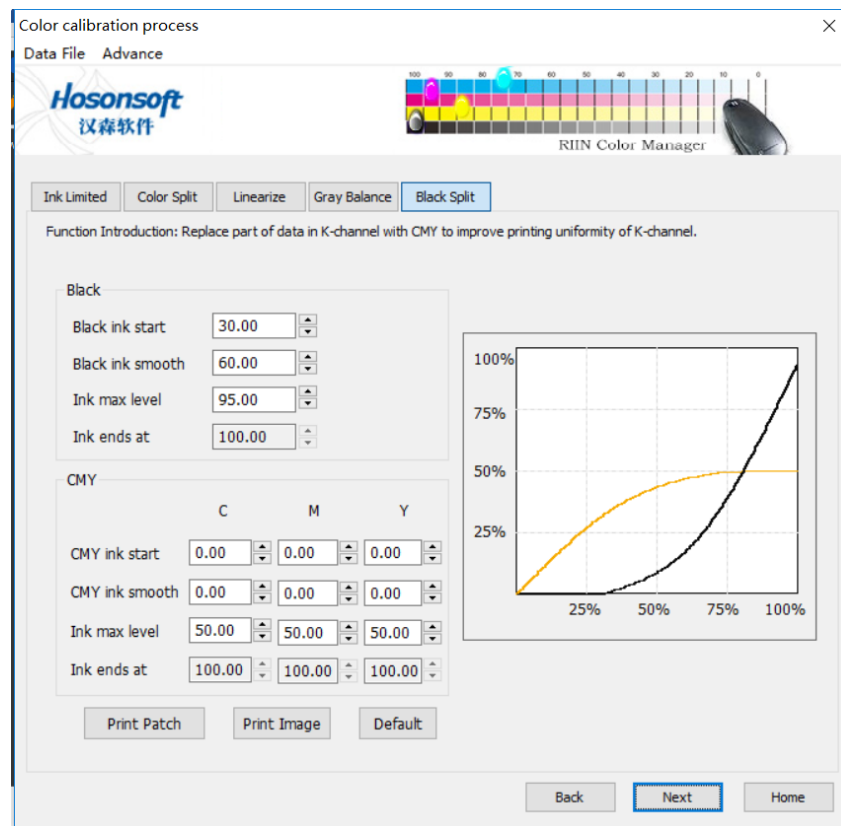 Color calibration process
Data File Advance
Hosonsoft
汉森软件
100 90 80 70 60 50 40 30 20 10 0
RIIN Color Manager
Ink Limited Color Split Linearize Gray Balance Black Split
Function Introduction: Replace part of data in K-channel with CMY to improve printing uniformity of K-channel.
Black
Black ink start 30.00
Black ink smooth 60.00
Ink max level 95.00
Ink ends at 100.00
CMY
C M Y
CMY ink start 0.00 0.00 0.00
CMY ink smooth 0.00 0.00 0.00
Ink max level 50.00 50.00 50.00
Ink ends at 100.00 100.00 100.00
100%
75%
50%
25%
25% 50% 75% 100%
Print Patch Print Image Default
Back Next Home